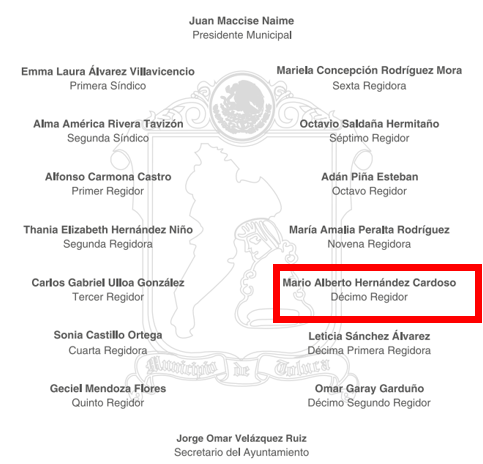 Juan Maccise Naime
Presidente Municipal
Emma Laura Álvarez Villavicencio
Primera Síndico
Alma América Rivera Tavizón
Segunda Síndico
Alfonso Carmona Castro
Primer Regidor
Thania Elizabeth Hernández Niño
Segunda Regidora
Carlos Gabriel Ulloa González
Tercer Regidor
Sonia Castillo Ortega
Cuarta Regidora
Geciel Mendoza Flores
Quinto Regidor
Mariela Concepción Rodríguez Mora
Sexta Regidora
Octavio Saldaña Hermitaño
Séptimo Regidor
Adán Piña Esteban
Octavo Regidor
María Amalia Peralta Rodríguez
Novena Regidora
Mario Alberto Hernández Cardoso
Décimo Regidor
Leticia Sánchez Álvarez
Décima Primera Regidora
Omar Garay Garduño
Décimo Segundo Regidor
Municipio de Toluca
Jorge Omar Velázquez Ruiz
Secretario del Ayuntamiento